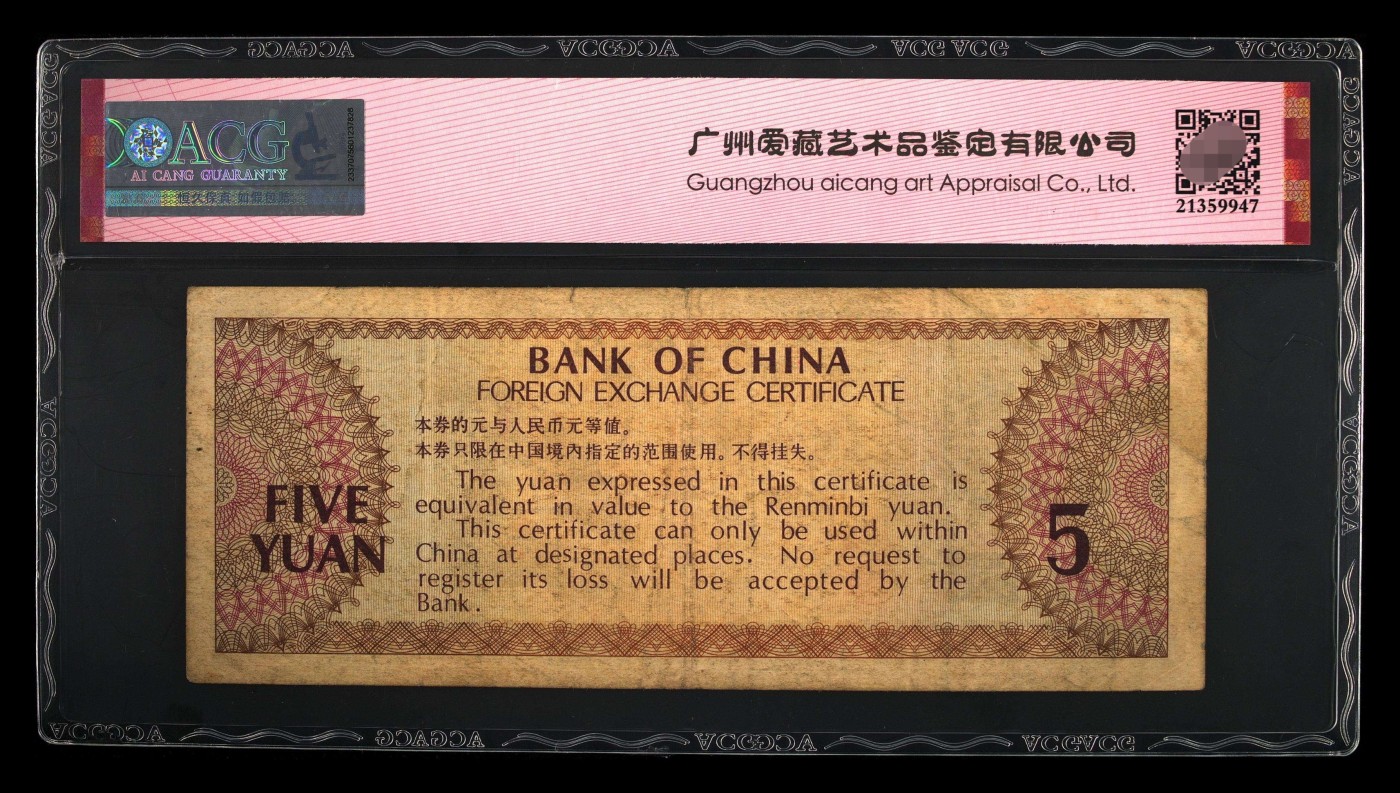 ACG
AI CANG GUARANTY
广州爱藏艺术品鉴定有限公司
Guangzhou aicang art Appraisal Co., Ltd.
21359947
BANK OF CHINA
FOREIGN EXCHANGE CERTIFICATE
本券的元与人民币元等值。
本券只限在中国境内指定的范围使用。不得挂失。
The yuan expressed in this certificate is
equivalent in value to the Renminbi yuan.
This certificate can only be used within
China at designated places. No request to
register its loss will be accepted by the
Bank.
FIVE
YUAN
5